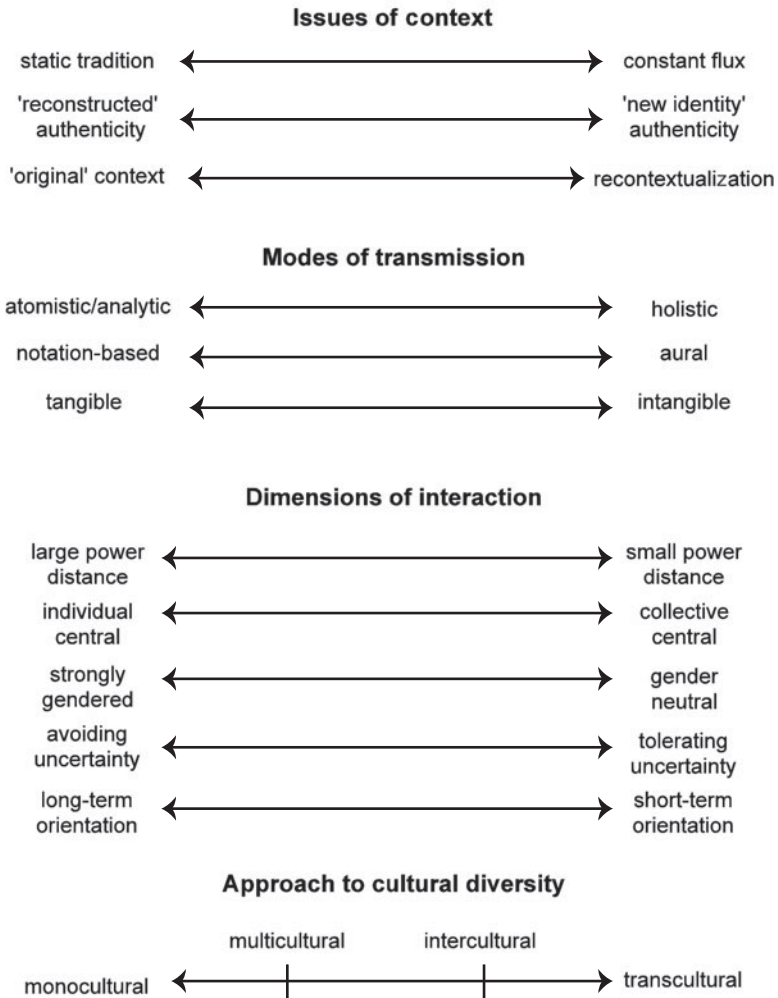 Issues of context
static tradition constant flux
'reconstructed' 'new identity'
authenticity authenticity
'original' context recontextualization
Modes of transmission
atomistic/analytic holistic
notation-based aural
tangible intangible
Dimensions of interaction
large power small power
distance distance
individual collective
central central
strongly gender
gendered neutral
avoiding tolerating
uncertainty uncertainty
long-term short-term
orientation orientation
Approach to cultural diversity
multicultural intercultural
monocultural transcultural